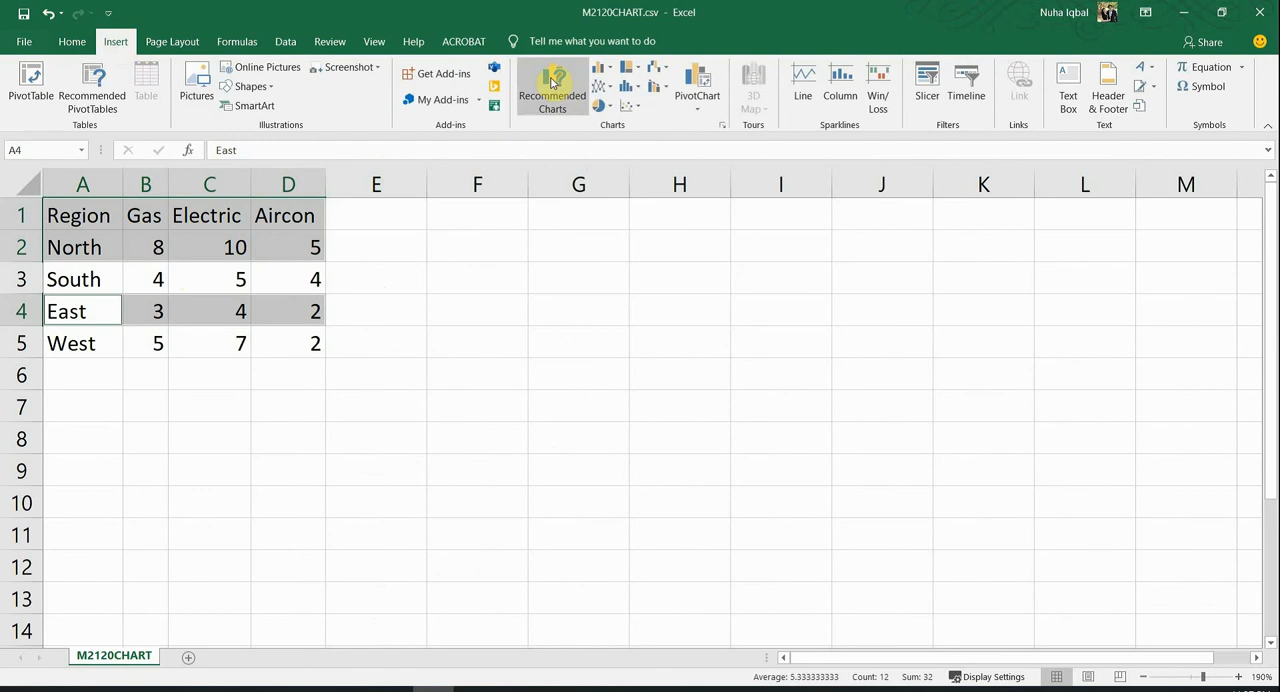 M2120CHART.csv - Excel
Nuha Iqbal
File Home Insert Page Layout Formulas Data Review View Help ACROBAT Tell me what you want to do Share
PivotTable
Recommended
PivotTables
Table
Tables
Pictures
Online Pictures
Shapes
SmartArt
Screenshot
Illustrations
Get Add-ins
My Add-ins
Add-ins
Recommended
Charts
PivotChart
Charts
3D
Map
Tours
Line
Column
Win/
Loss
Sparklines
Slicer
Timeline
Filters
Link
Links
Text
Box
Header
& Footer
Text
Equation
Symbol
Symbols
A4 fx East
A B C D E F G H I J K L M
1 Region Gas Electric Aircon
2 North 8 10 5
3 South 4 5 4
4 East 3 4 2
5 West 5 7 2
6
7
8
9
10
11
12
13
14
M2120CHART
Average: 5.333333333 Count: 12 Sum: 32 Display Settings 190%